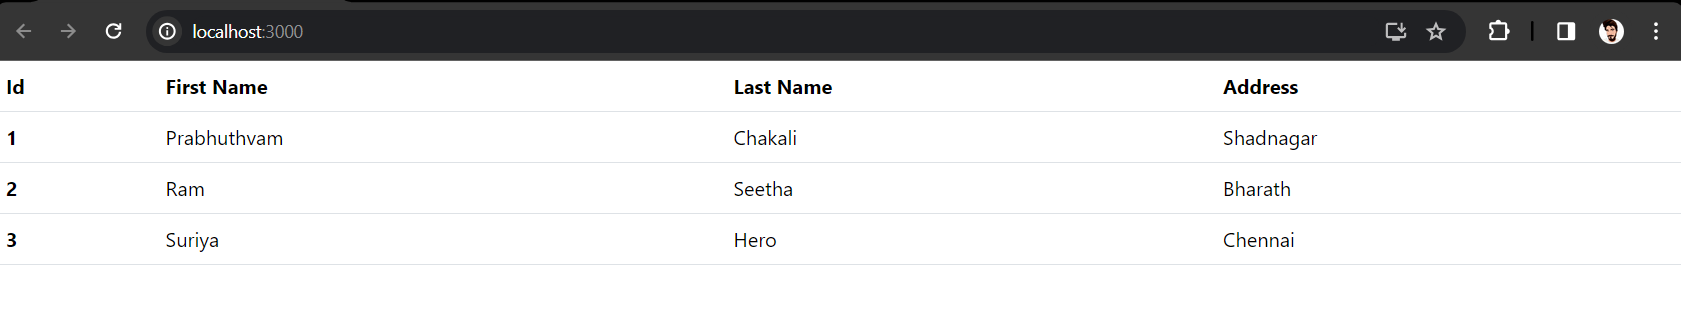 localhost:3000
Id First Name Last Name Address
1 Prabhuthvam Chakali Shadnagar
2 Ram Seetha Bharath
3 Suriya Hero Chennai